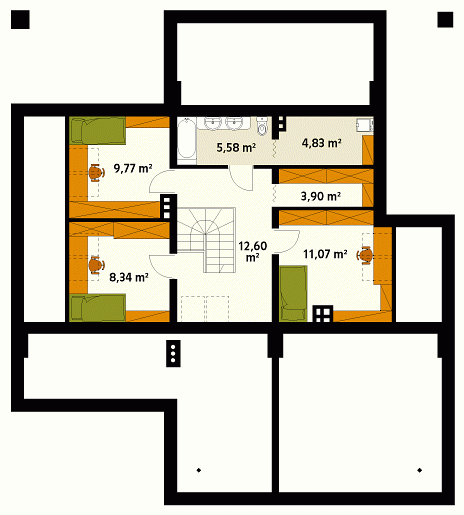 5,58 m²
4,83 m²
9,77 m²
3,90 m²
12,60
m²
11,07 m²
8,34 m²